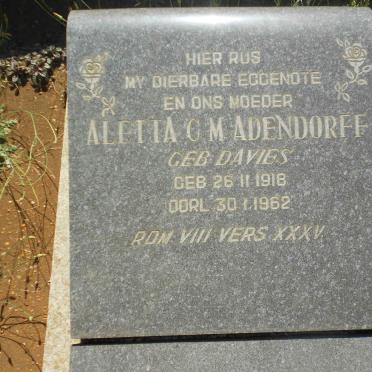 HIER RUS
MY DIERBARE EGGENOTE
EN ONS MOEDER
ALETTA C M ADENDORFF
GEB DAVIES
GEB 26 11 1918
OORL 30 1.1962
ROM VIII VERS XXXV.